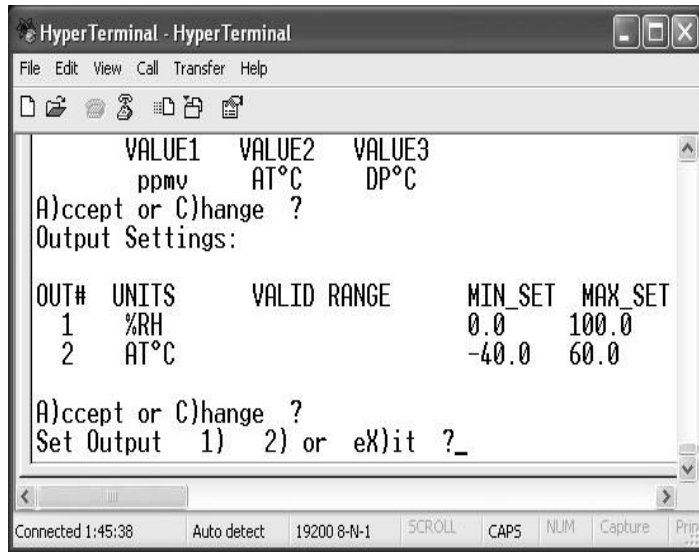 HyperTerminal - HyperTerminal
File Edit View Call Transfer Help
VALUE1 VALUE2 VALUE3
ppmv AT°C DP°C
A)ccept or C)hange ?
Output Settings:
OUT# UNITS VALID RANGE MIN_SET MAX_SET
1 %RH 0.0 100.0
2 AT°C -40.0 60.0
A)ccept or C)hange ?
Set Output 1) 2) or eX)it ?_
Connected 1:45:38 Auto detect 19200 8-N-1 SCROLL CAPS NUM Capture Prin